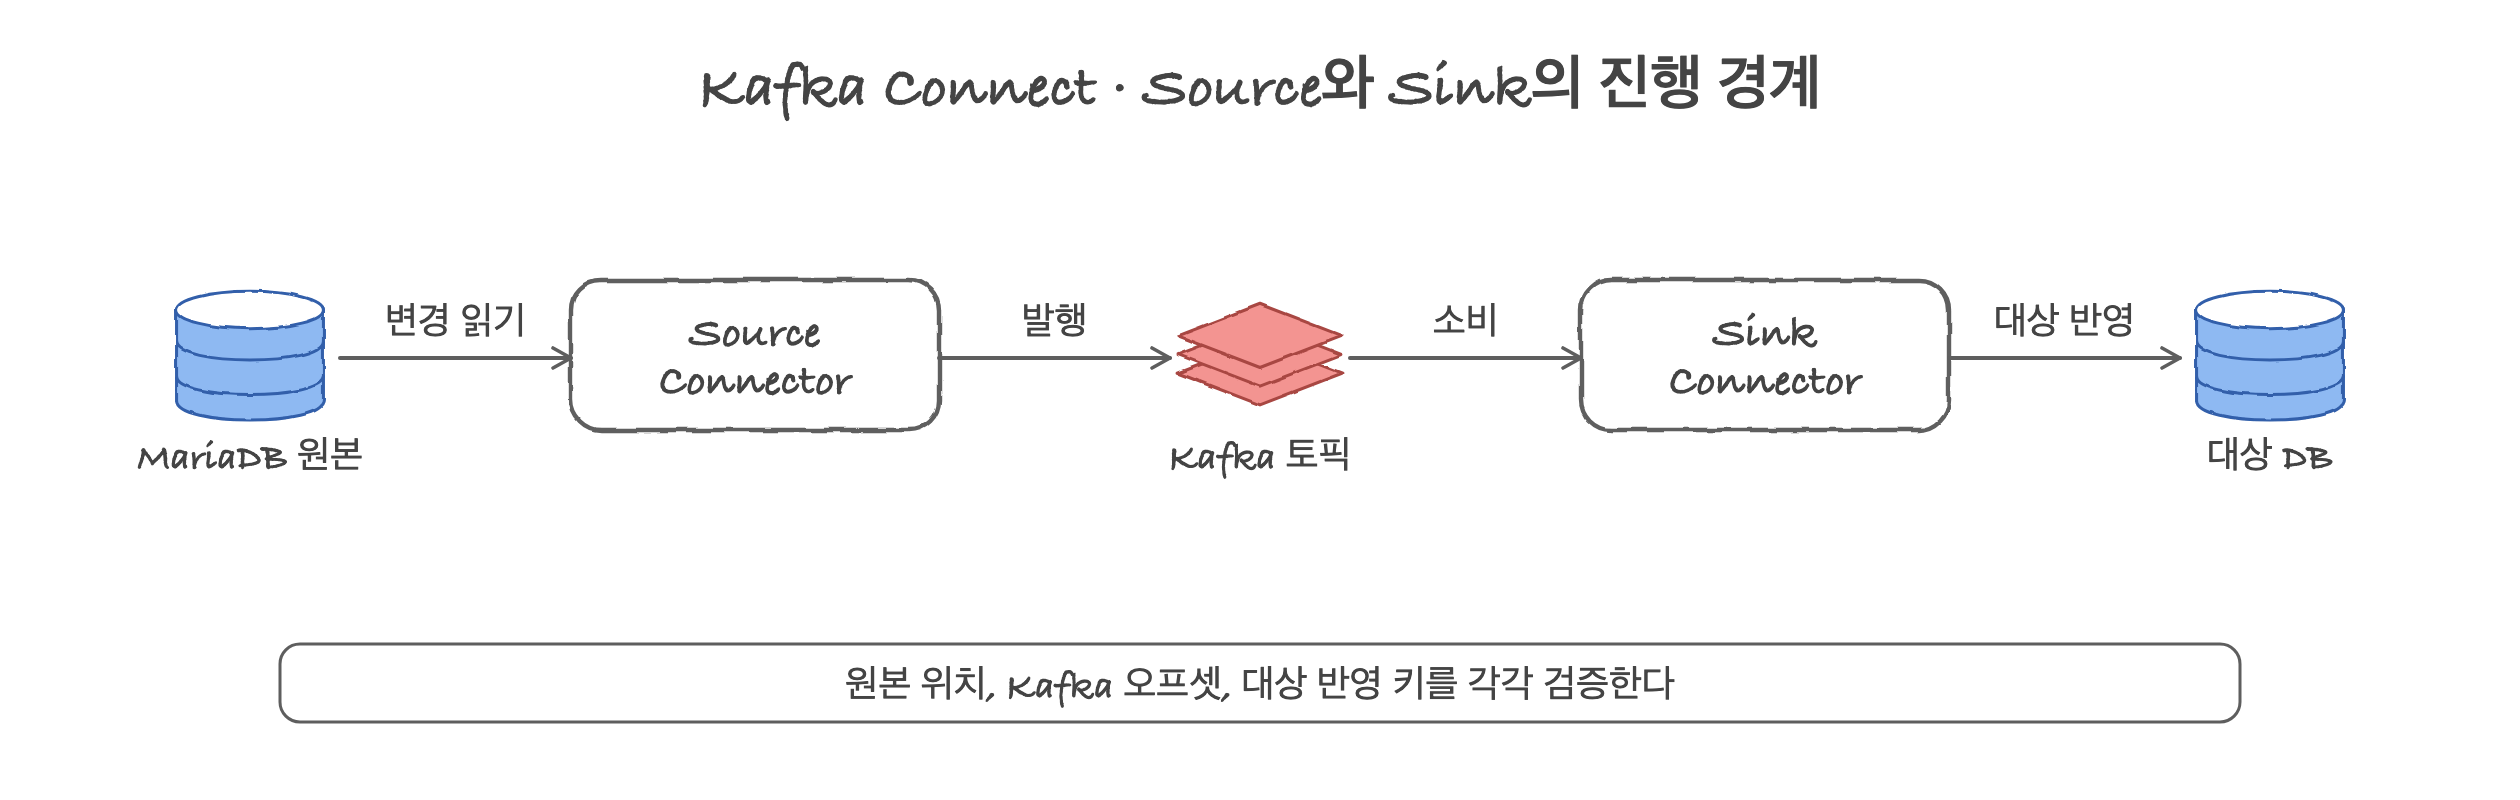 Kafka Connect · Source와 Sink의 진행 경계
변경 읽기
Source
Connector
발행
소비
Sink
Connector
대상 반영
MariaDB 원본
Kafka 토픽
대상 DB
원본 위치, Kafka 오프셋, 대상 반영 기를 각각 검증한다